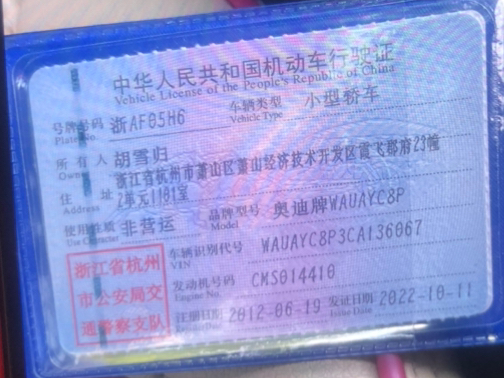 中华人民共和国机动车行驶证
Vehicle License of the People's Republic of China
号牌号码 浙AF05H6 车辆类型 小型轿车
Plate No. Vehicle Type
所有人 胡雪归
住址 浙江省杭州市萧山区萧山经济技术开发区霞飞郡府23幢
Address 2单元1181室
使用性质 非营运 品牌型号 奥迪牌WAUAYC8P
Use Character Model
浙江省杭州
市公安局交
通警察支队
车辆识别代号 WAUAYC8P3CA136067
VIN
发动机号码 CMS014410
Engine No.
注册日期 2012-06-19 发证日期 2022-10-11
Issue Date